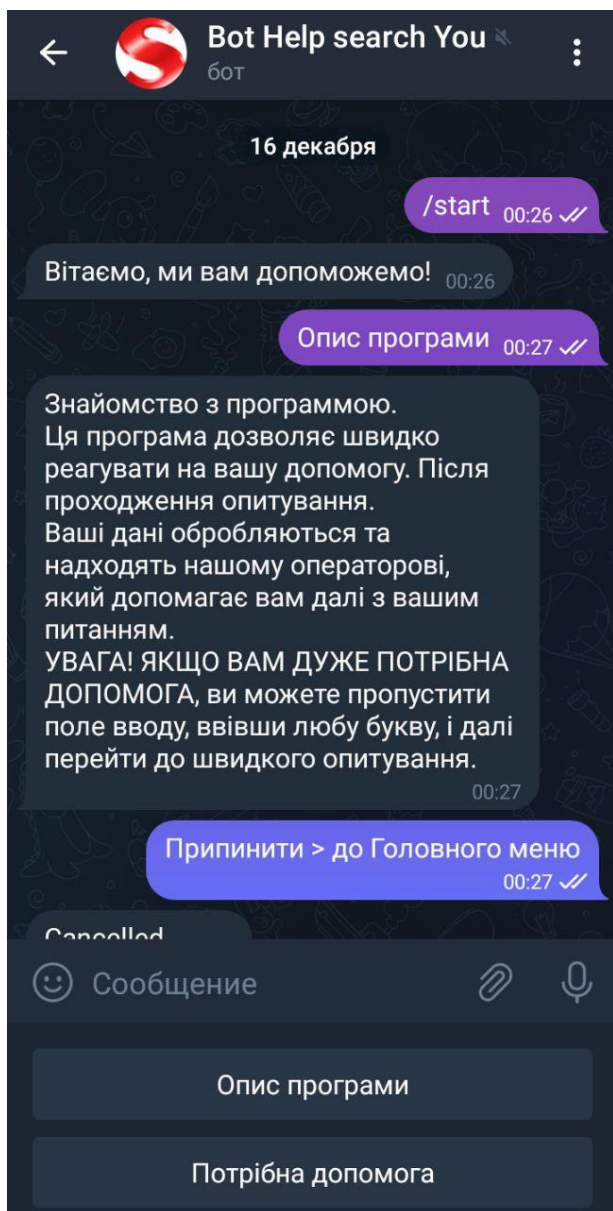 Bot Help search You
бот
16 декабря
/start 00:26
Вітаємо, ми вам допоможемо! 00:26
Опис програми 00:27
Знайомство з программою.
Ця програма дозволяє швидко
реагувати на вашу допомогу. Після
проходження опитування.
Ваші дані обробляються та
надходять нашому операторові,
який допомагає вам далі з вашим
питанням.
УВАГА! ЯКЩО ВАМ ДУЖЕ ПОТРІБНА
ДОПОМОГА, ви можете пропустити
поле вводу, ввівши любу букву, і далі
перейти до швидкого опитування.
00:27
Припинити > до Головного меню
00:27
Cancelled
Сообщение
Опис програми
Потрібна допомога